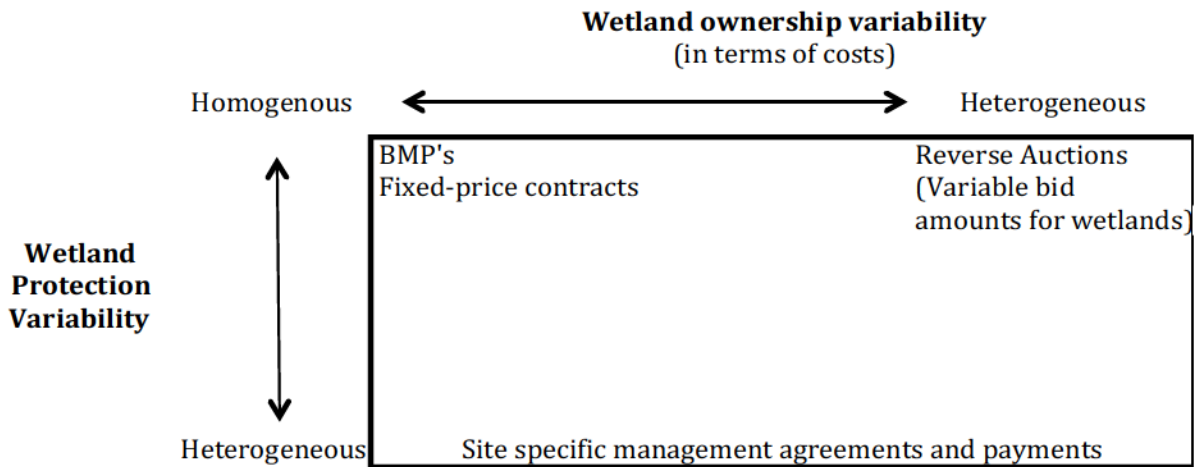 Wetland ownership variability
(in terms of costs)
Homogenous
Heterogeneous
BMP's
Fixed-price contracts
Reverse Auctions
(Variable bid
amounts for wetlands)
Wetland
Protection
Variability
Heterogeneous
Site specific management agreements and payments